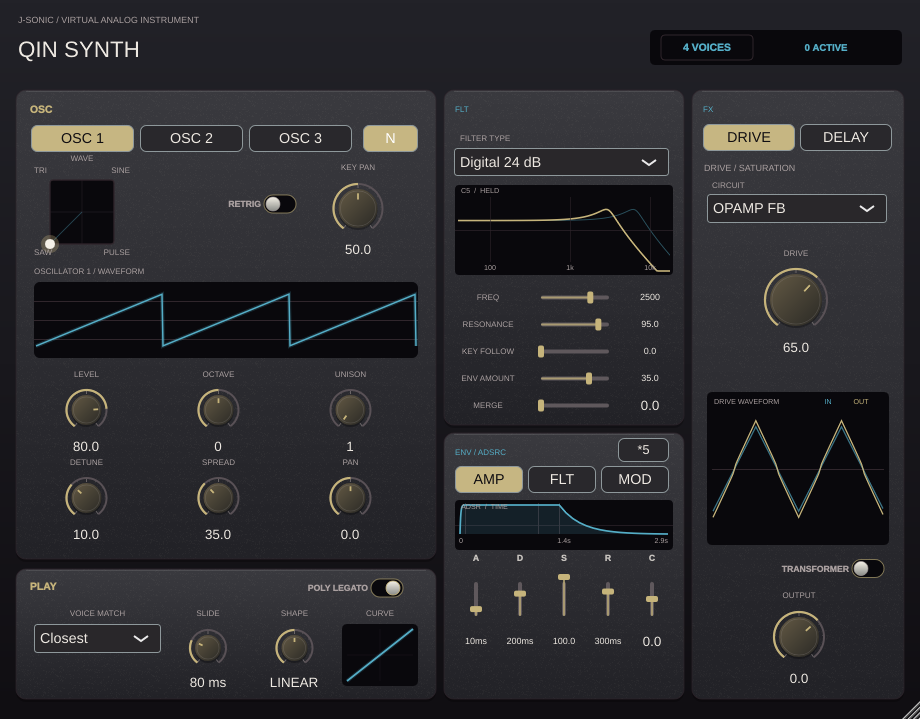 J-SONIC / VIRTUAL ANALOG INSTRUMENT
QIN SYNTH
4 VOICES
0 ACTIVE
OSC
OSC 1
OSC 2
OSC 3
N
WAVE
TRI
SINE
SAW
PULSE
RETRIG
KEY PAN
50.0
OSCILLATOR 1 / WAVEFORM
LEVEL
OCTAVE
UNISON
80.0
0
1
DETUNE
SPREAD
PAN
10.0
35.0
0.0
PLAY
POLY LEGATO
VOICE MATCH
SLIDE
SHAPE
CURVE
Closest
80 ms
LINEAR
FLT
FILTER TYPE
Digital 24 dB
C5 / HELD
100
1k
10k
FREQ
2500
RESONANCE
95.0
KEY FOLLOW
0.0
ENV AMOUNT
35.0
MERGE
0.0
ENV / ADSRC
*5
AMP
FLT
MOD
ADSR / TIME
0
1.4s
2.9s
A
D
S
R
C
10ms
200ms
100.0
300ms
0.0
FX
DRIVE
DELAY
DRIVE / SATURATION
CIRCUIT
OPAMP FB
DRIVE
65.0
DRIVE WAVEFORM
IN
OUT
TRANSFORMER
OUTPUT
0.0